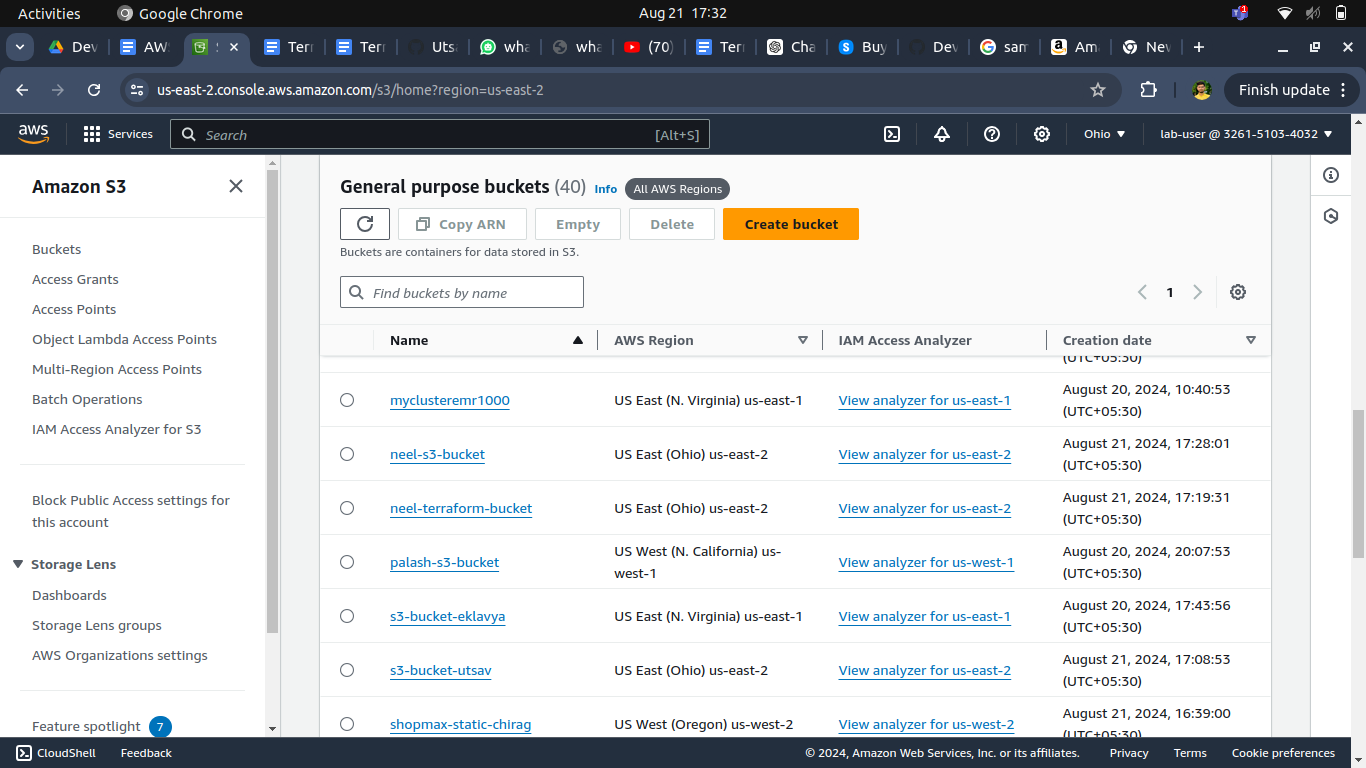 Activities
Google Chrome
Aug 21 17:32
1
Dev
AWS
S
Terr
Terr
Uts
wha
wha
(70)
Terr
Cha
Buy
Dev
sam
Ama
New
us-east-2.console.aws.amazon.com/s3/home?region=us-east-2
Finish update
aws
Services
Search
[Alt+S]
Ohio
lab-user @ 3261-5103-4032
Amazon S3
Buckets
Access Grants
Access Points
Object Lambda Access Points
Multi-Region Access Points
Batch Operations
IAM Access Analyzer for S3
Block Public Access settings for
this account
Storage Lens
Dashboards
Storage Lens groups
AWS Organizations settings
Feature spotlight 7
General purpose buckets (40) Info All AWS Regions
Copy ARN
Empty
Delete
Create bucket
Buckets are containers for data stored in S3.
Find buckets by name
1
Name
AWS Region
IAM Access Analyzer
Creation date
(UTC+05:30)
myclusteremr1000
US East (N. Virginia) us-east-1
View analyzer for us-east-1
August 20, 2024, 10:40:53
(UTC+05:30)
neel-s3-bucket
US East (Ohio) us-east-2
View analyzer for us-east-2
August 21, 2024, 17:28:01
(UTC+05:30)
neel-terraform-bucket
US East (Ohio) us-east-2
View analyzer for us-east-2
August 21, 2024, 17:19:31
(UTC+05:30)
palash-s3-bucket
US West (N. California) us-
west-1
View analyzer for us-west-1
August 20, 2024, 20:07:53
(UTC+05:30)
s3-bucket-eklavya
US East (N. Virginia) us-east-1
View analyzer for us-east-1
August 20, 2024, 17:43:56
(UTC+05:30)
s3-bucket-utsav
US East (Ohio) us-east-2
View analyzer for us-east-2
August 21, 2024, 17:08:53
(UTC+05:30)
shopmax-static-chirag
US West (Oregon) us-west-2
View analyzer for us-west-2
August 21, 2024, 16:39:00
(UTC+05:30)
CloudShell
Feedback
© 2024, Amazon Web Services, Inc. or its affiliates.
Privacy
Terms
Cookie preferences